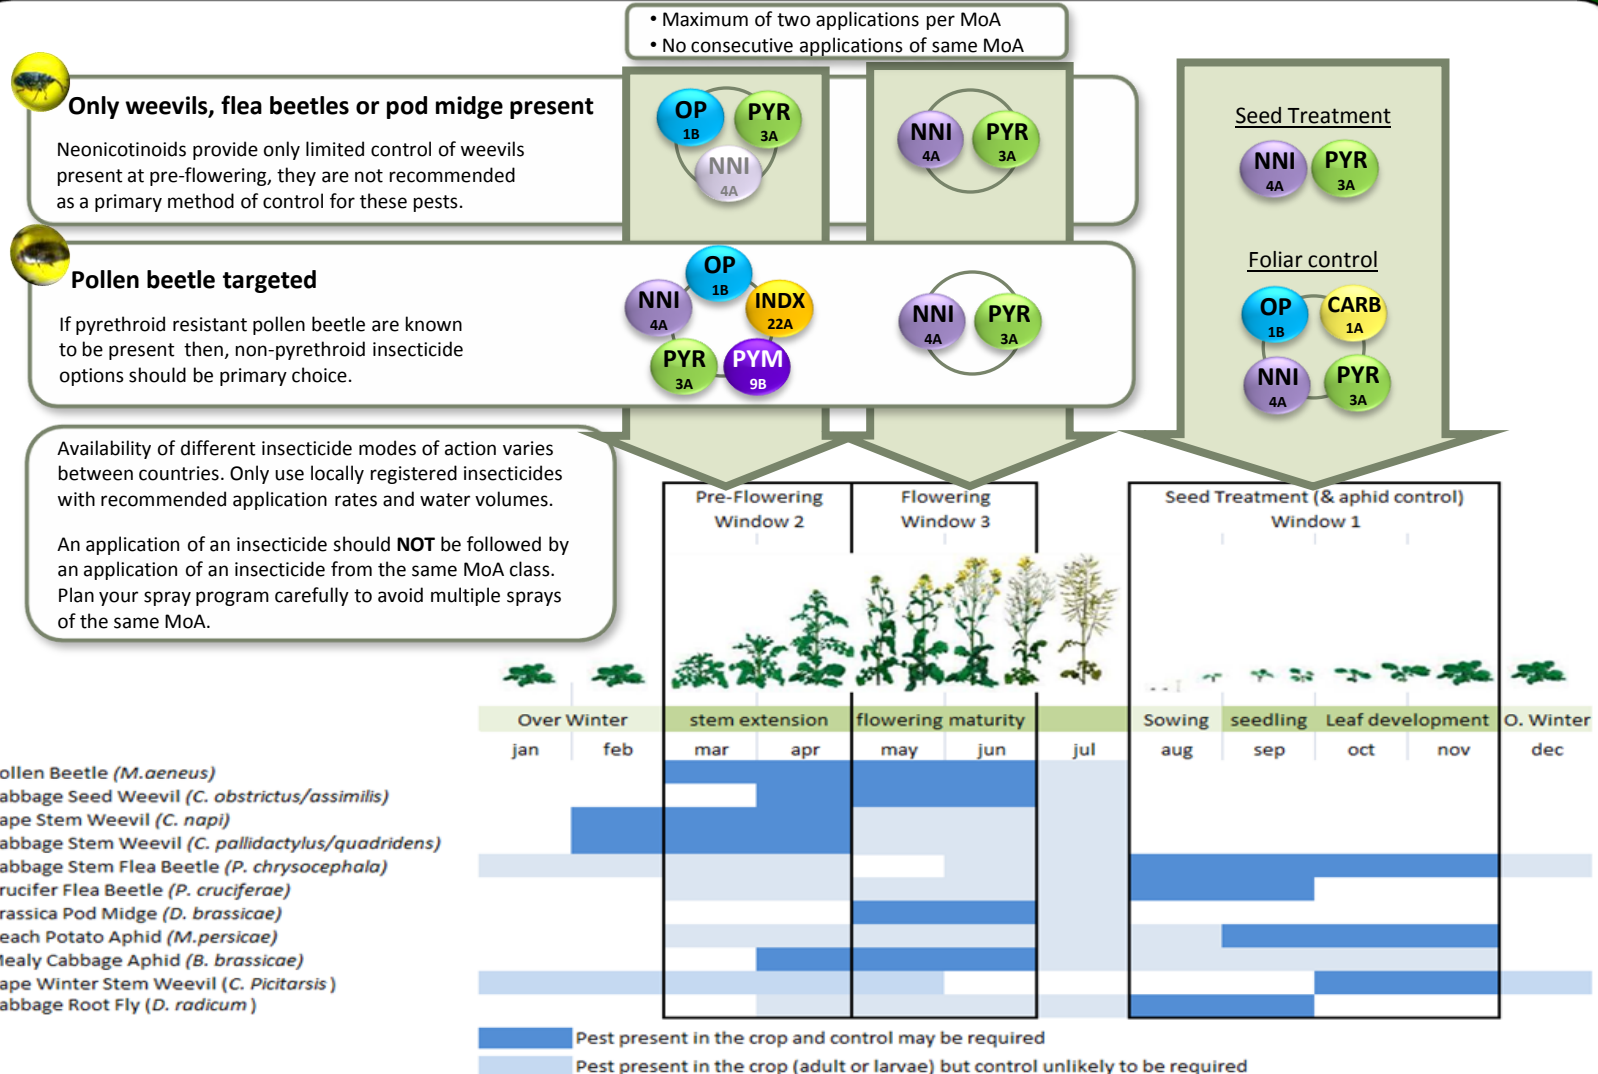 • Maximum of two applications per MoA
• No consecutive applications of same MoA
Only weevils, flea beetles or pod midge present
Neonicotinoids provide only limited control of weevils
present at pre-flowering, they are not recommended
as a primary method of control for these pests.
OP
1B
PYR
3A
NNI
4A
NNI
4A
PYR
3A
Seed Treatment
NNI
4A
PYR
3A
Pollen beetle targeted
If pyrethroid resistant pollen beetle are known
to be present then, non-pyrethroid insecticide
options should be primary choice.
OP
1B
NNI
4A
INDX
22A
PYR
3A
PYM
9B
NNI
4A
PYR
3A
Foliar control
OP
1B
CARB
1A
NNI
4A
PYR
3A
Availability of different insecticide modes of action varies
between countries. Only use locally registered insecticides
with recommended application rates and water volumes.
An application of an insecticide should NOT be followed by
an application of an insecticide from the same MoA class.
Plan your spray program carefully to avoid multiple sprays
of the same MoA.
Pre-Flowering
Window 2
Flowering
Window 3
Seed Treatment (& aphid control)
Window 1
Over Winter stem extension flowering maturity Sowing seedling Leaf development O. Winter
jan feb mar apr may jun jul aug sep oct nov dec
ollen Beetle (M.aeneus)
abbage Seed Weevil (C. obstrictus/assimilis)
ape Stem Weevil (C. napi)
abbage Stem Weevil (C. pallidactylus/quadridens)
abbage Stem Flea Beetle (P. chrysocephala)
rucifer Flea Beetle (P. cruciferae)
rassica Pod Midge (D. brassicae)
each Potato Aphid (M.persicae)
Mealy Cabbage Aphid (B. brassicae)
ape Winter Stem Weevil (C. Picitarsis )
abbage Root Fly (D. radicum )
Pest present in the crop and control may be required
Pest present in the crop (adult or larvae) but control unlikely to be required